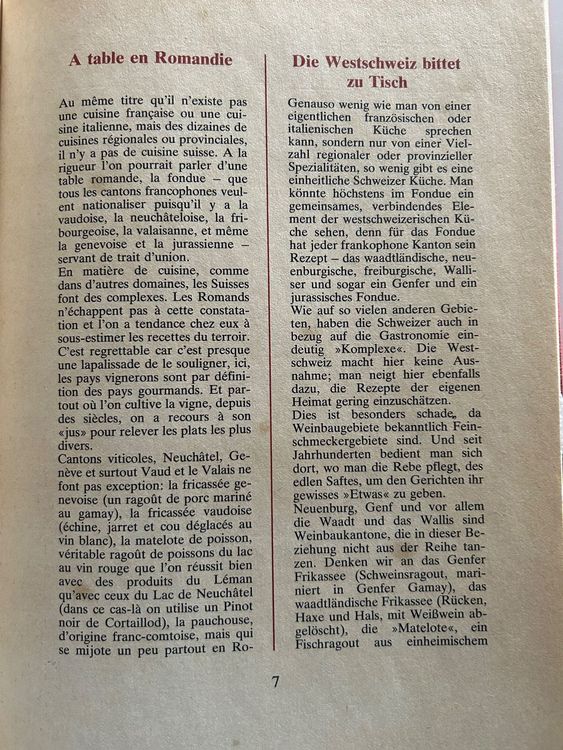 A table en Romandie
Au même titre qu'il n'existe pas
une cuisine française ou une cui-
sine italienne, mais des dizaines de
cuisines régionales ou provinciales,
il n'y a pas de cuisine suisse. A la
rigueur l'on pourrait parler d'une
table romande, la fondue – que
tous les cantons francophones veul-
ent nationaliser puisqu'il y a la
vaudoise, la neuchâteloise, la fri-
bourgeoise, la valaisanne, et même
la genevoise et la jurassienne –
servant de trait d'union.
En matière de cuisine, comme
dans d'autres domaines, les Suisses
font des complexes. Les Romands
n'échappent pas à cette constata-
tation et l'on a tendance chez eux à
sous-estimer les recettes du terroir.
C'est regrettable car c'est presque
une lapalissade de le souligner, ici,
les pays vignerons sont par défini-
tion des pays gourmands. Et par-
tout où l'on cultive la vigne, depuis
des siècles, on a recours à son
«jus» pour relever les plats les plus
divers.
Cantons viticoles, Neuchâtel, Ge-
nève et surtout Vaud et le Valais ne
font pas exception: la fricassée ge-
nevoise (un ragoût de porc mariné
au gamay), la fricassée vaudoise
(échine, jarret et cou déglacés au
vin blanc), la matelote de poisson,
véritable ragoût de poissons du lac
au vin rouge que l'on réussit bien
avec des produits du Léman
qu'avec ceux du Lac de Neuchâtel
(dans ce cas-là on utilise un Pinot
noir de Cortaillod), la pauchouse,
d'origine franc-comtoise, mais qui
se mijote un peu partout en Ro-
Die Westschweiz bittet
zu Tisch
Genauso wenig wie man von einer
eigentlichen französischen oder
italienischen Küche sprechen
kann, sondern nur von einer Viel-
zahl regionaler oder provinzieller
Spezialitäten, so wenig gibt es eine
einheitliche Schweizer Küche. Man
könnte höchstens im Fondue ein
gemeinsames, verbindendes Ele-
ment der westschweizerischen Kü-
che sehen, denn für das Fondue
hat jeder frankophone Kanton sein
Rezept – das waadtländische, neu-
enburgische, freiburgische, Walli-
ser und sogar ein Genfer und ein
jurassisches Fondue.
Wie auf so vielen anderen Gebie-
ten, haben die Schweizer auch in
bezug auf die Gastronomie ein-
deutig »Komplexe«. Die West-
schweiz macht hier keine Aus-
nahme; man neigt hier ebenfalls
dazu, die Rezepte der eigenen
Heimat gering einzuschätzen.
Dies ist besonders schade, da
Weinbaugebiete bekanntlich Fein-
schmeckergebiete sind. Und seit
Jahrhunderten bedient man sich
dort, wo man die Rebe pflegt, des
edlen Saftes, um den Gerichten ihr
gewisses »Etwas« zu geben.
Neuenburg, Genf und vor allem
die Waadt und das Wallis sind
Weinbaukantone, die in dieser Be-
ziehung nicht aus der Reihe tan-
zen. Denken wir an das Genfer
Frikassee (Schweinsragout, mari-
niert in Genfer Gamay), das
waadtländische Frikassee (Rücken,
Haxe und Hals, mit Weißwein ab-
gelöscht), die »Matelote«, ein
Fischragout aus einheimischem
7